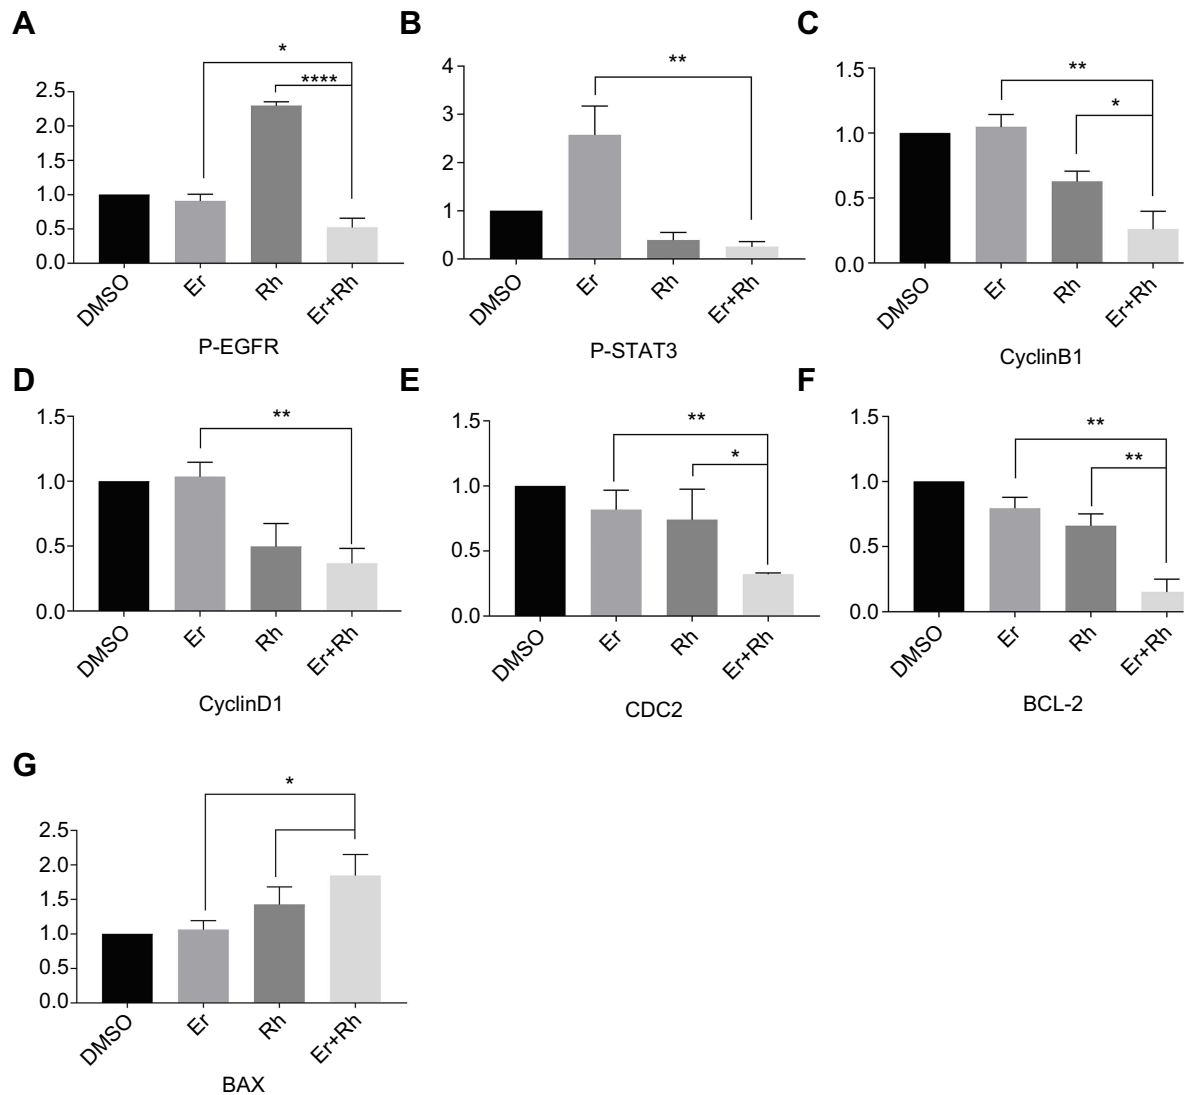 A
*
****
2.5
2.0
1.5
1.0
0.5
0.0
DMSO
Er
Rh
Er+Rh
P-EGFR
B
**
4
3
2
1
0
DMSO
Er
Rh
Er+Rh
P-STAT3
C
**
*
1.5
1.0
0.5
0.0
DMSO
Er
Rh
Er+Rh
CyclinB1
D
**
1.5
1.0
0.5
0.0
DMSO
Er
Rh
Er+Rh
CyclinD1
E
**
*
1.5
1.0
0.5
0.0
DMSO
Er
Rh
Er+Rh
CDC2
F
**
**
1.5
1.0
0.5
0.0
DMSO
Er
Rh
Er+Rh
BCL-2
G
*
2.5
2.0
1.5
1.0
0.5
0.0
DMSO
Er
Rh
Er+Rh
BAX